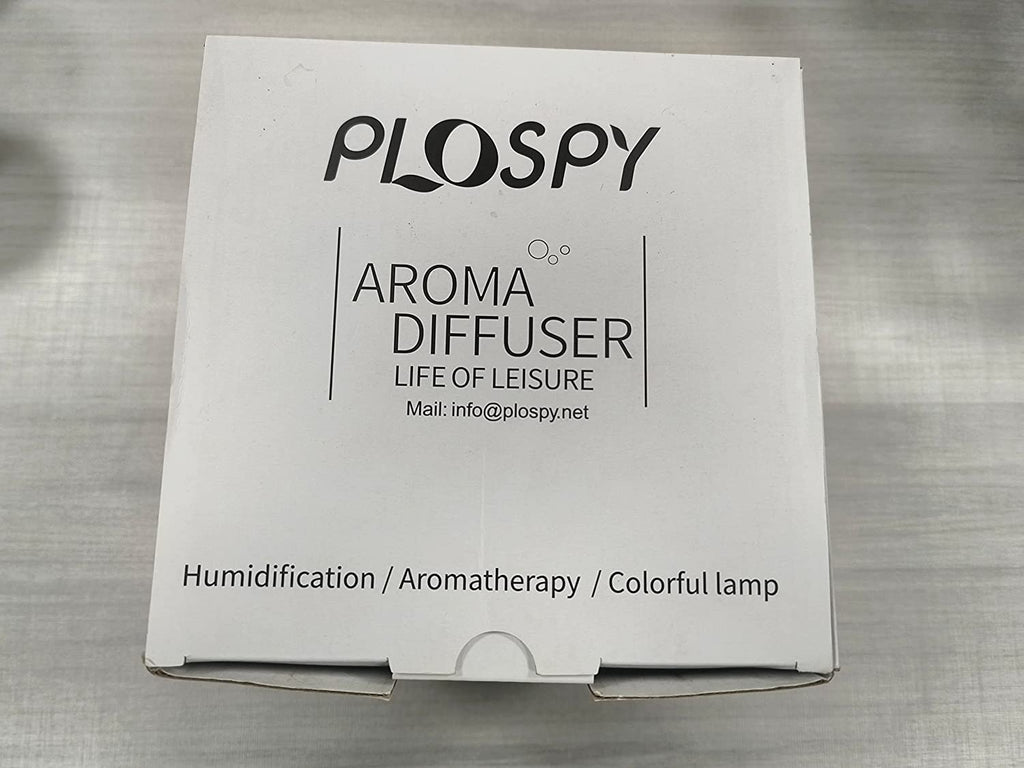 PLOSPY
AROMA
DIFFUSER
LIFE OF LEISURE
Mail: info@plospy.net
Humidification / Aromatherapy / Colorful lamp